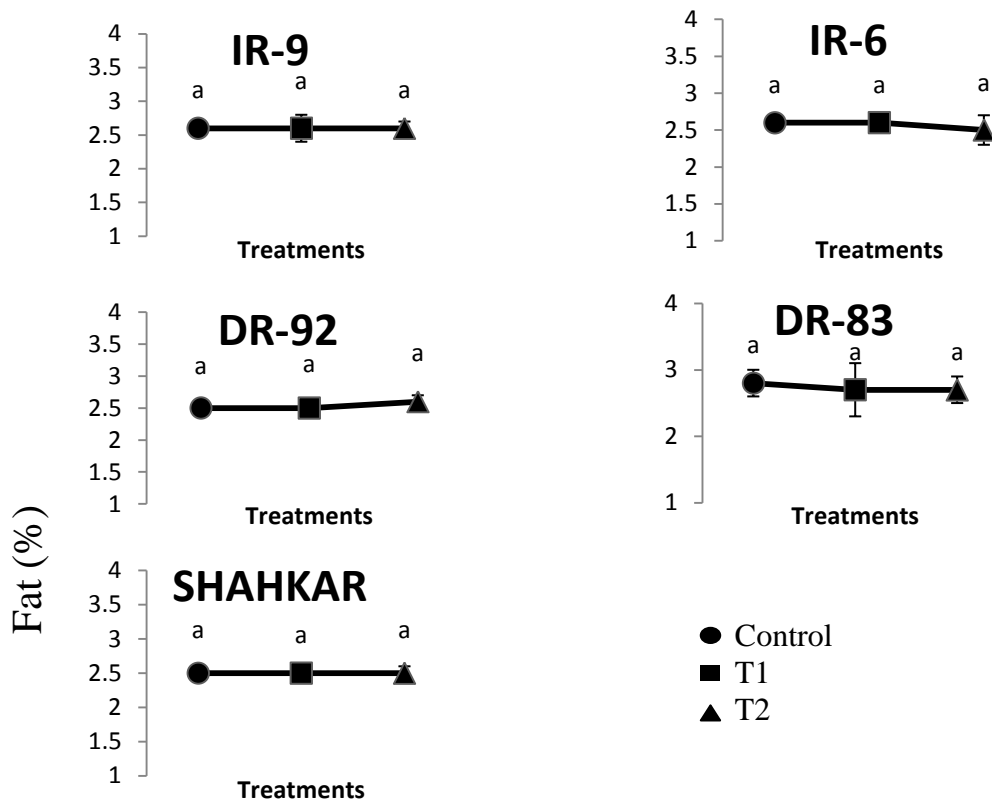 IR-9
4
3.5
3
2.5
2
1.5
1
a
a
a
Treatments
IR-6
4
3.5
3
2.5
2
1.5
1
a
a
a
Treatments
DR-92
4
3.5
3
2.5
2
1.5
1
a
a
a
Treatments
DR-83
4
3
2
1
a
a
a
Treatments
Fat (%)
SHAHKAR
4
3.5
3
2.5
2
1.5
1
a
a
a
Treatments
Control
T1
T2